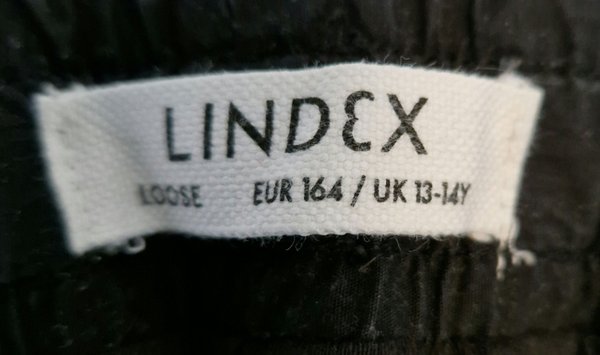 LINDEX
LOOSE EUR 164 / UK 13-14Y